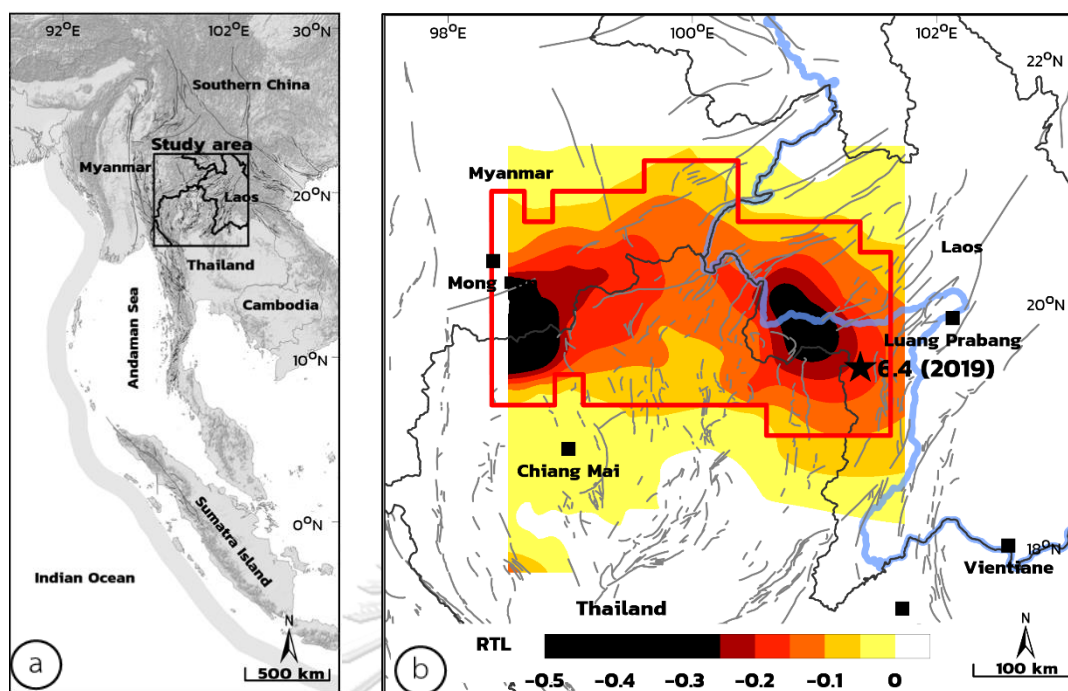 92°E
102°E
30°N
Southern China
Study area
Myanmar
Laos
20°N
Thailand
Cambodia
Andaman Sea
10°N
Sumatra Island
0°N
Indian Ocean
N
500 km
a
98°E
100°E
102°E
22°N
Myanmar
Laos
Mong
20°N
Luang Prabang
6.4 (2019)
Chiang Mai
18°N
Vientiane
Thailand
RTL
-0.5 -0.4 -0.3 -0.2 -0.1 0
N
100 km
b